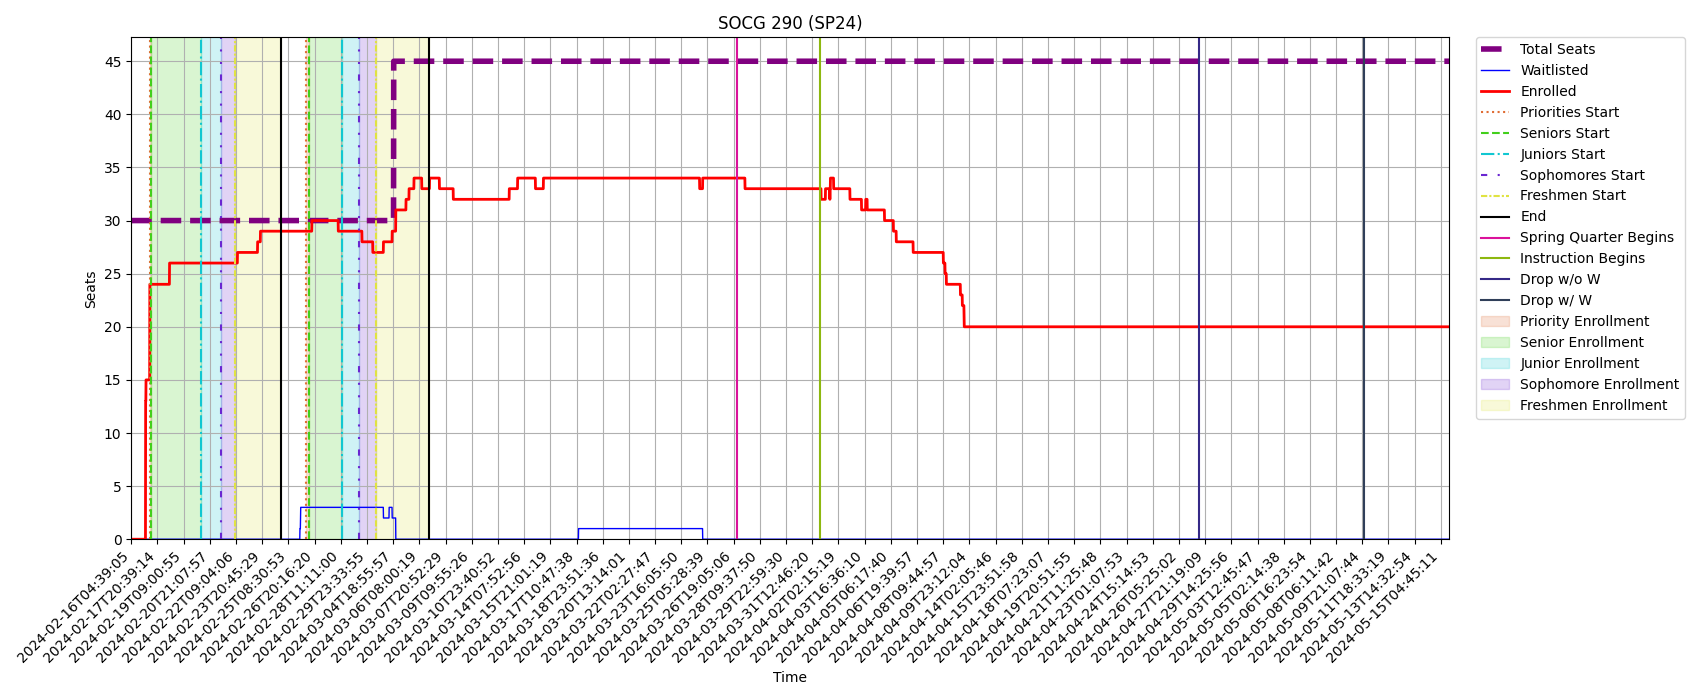 SOCG 290 (SP24)
Seats
45
40
35
30
25
20
15
10
5
0
2024-02-16T04:39:05
2024-02-17T20:39:14
2024-02-19T09:00:55
2024-02-20T21:07:57
2024-02-22T09:04:06
2024-02-23T20:45:29
2024-02-25T08:30:53
2024-02-26T20:16:20
2024-02-28T11:11:00
2024-02-29T23:33:55
2024-03-04T18:55:57
2024-03-06T08:00:19
2024-03-07T20:52:29
2024-03-09T09:55:26
2024-03-10T23:40:52
2024-03-14T07:52:56
2024-03-15T21:01:19
2024-03-17T10:47:38
2024-03-18T23:51:36
2024-03-20T13:14:01
2024-03-22T02:27:47
2024-03-23T16:05:50
2024-03-25T05:28:39
2024-03-26T19:05:06
2024-03-28T09:37:50
2024-03-29T22:59:30
2024-03-31T12:46:20
2024-04-02T02:15:19
2024-04-03T16:36:10
2024-04-05T06:17:40
2024-04-06T19:39:57
2024-04-08T09:44:57
2024-04-09T23:12:04
2024-04-14T02:05:46
2024-04-15T23:51:58
2024-04-18T07:23:07
2024-04-19T20:51:55
2024-04-21T11:25:48
2024-04-23T01:07:53
2024-04-24T15:14:53
2024-04-26T05:25:02
2024-04-27T21:19:09
2024-04-29T14:25:56
2024-05-03T12:45:47
2024-05-05T02:14:38
2024-05-06T16:23:54
2024-05-08T06:11:42
2024-05-09T21:07:44
2024-05-11T18:33:19
2024-05-13T14:32:54
2024-05-15T04:45:11
Time
Total Seats
Waitlisted
Enrolled
Priorities Start
Seniors Start
Juniors Start
Sophomores Start
Freshmen Start
End
Spring Quarter Begins
Instruction Begins
Drop w/o W
Drop w/ W
Priority Enrollment
Senior Enrollment
Junior Enrollment
Sophomore Enrollment
Freshmen Enrollment